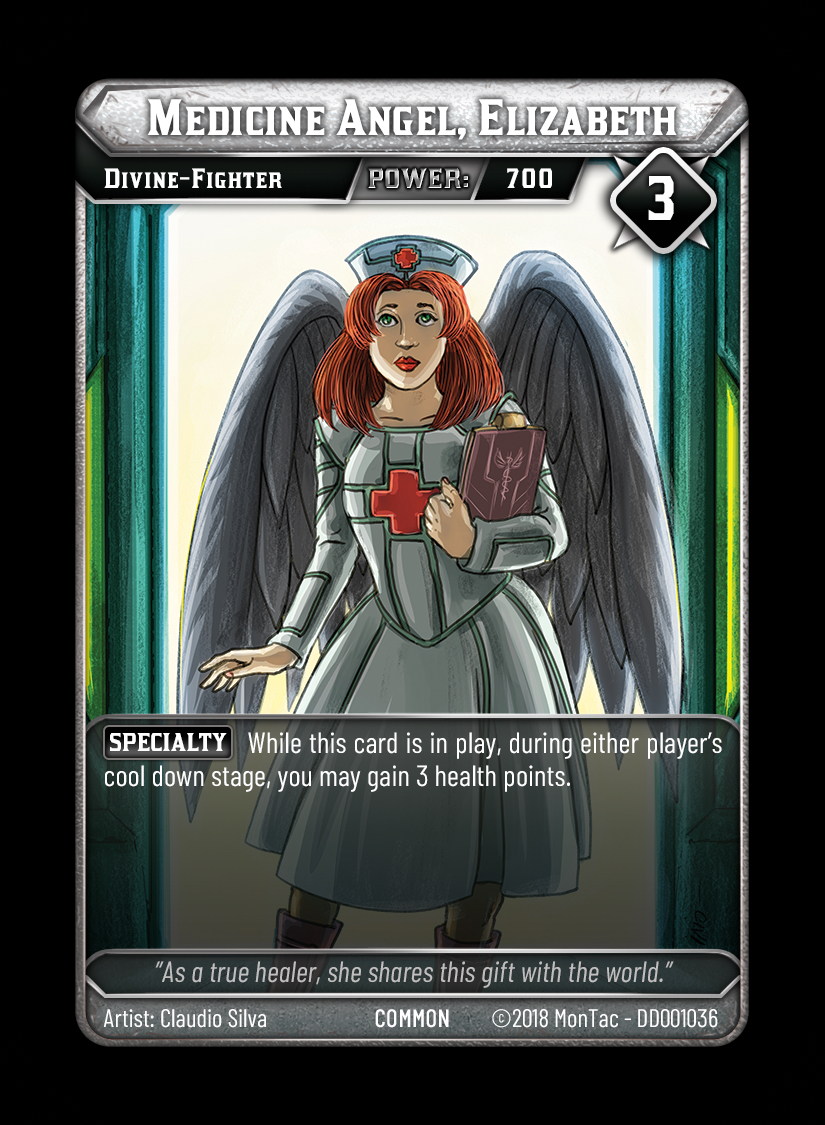 Medicine Angel, Elizabeth
Divine-Fighter POWER: 700
3
SPECIALTY While this card is in play, during either player's
cool down stage, you may gain 3 health points.
"As a true healer, she shares this gift with the world."
Artist: Claudio Silva COMMON ©2018 MonTac - DD001036